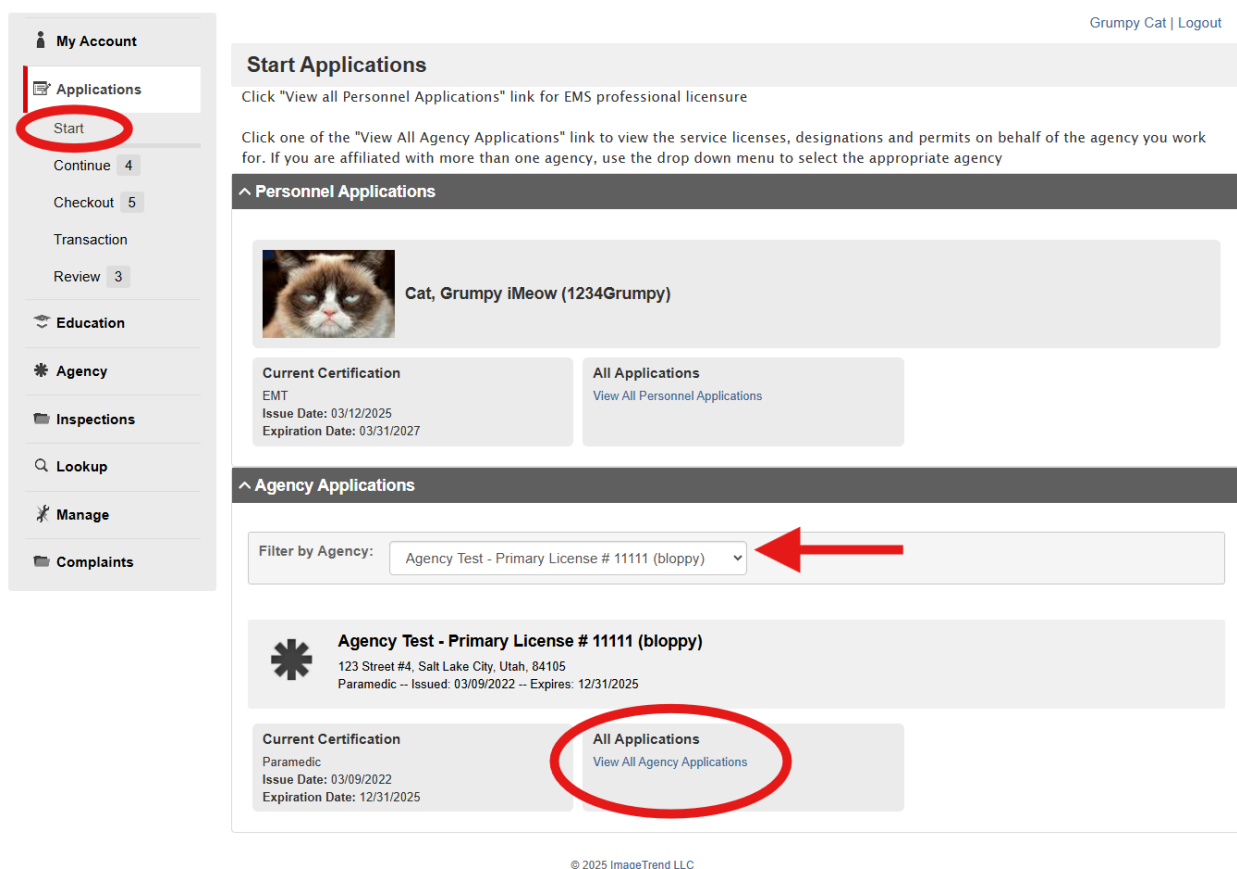 Grumpy Cat | Logout
My Account
Applications
Start
Continue 4
Checkout 5
Transaction
Review 3
Education
Agency
Inspections
Lookup
Manage
Complaints
Start Applications
Click "View all Personnel Applications" link for EMS professional licensure
Click one of the "View All Agency Applications" link to view the service licenses, designations and permits on behalf of the agency you work
for. If you are affiliated with more than one agency, use the drop down menu to select the appropriate agency
Personnel Applications
Cat, Grumpy iMeow (1234Grumpy)
Current Certification
EMT
Issue Date: 03/12/2025
Expiration Date: 03/31/2027
All Applications
View All Personnel Applications
Agency Applications
Filter by Agency: Agency Test - Primary License # 11111 (bloppy)
Agency Test - Primary License # 11111 (bloppy)
123 Street #4, Salt Lake City, Utah, 84105
Paramedic -- Issued: 03/09/2022 -- Expires: 12/31/2025
Current Certification
Paramedic
Issue Date: 03/09/2022
Expiration Date: 12/31/2025
All Applications
View All Agency Applications
© 2025 ImageTrend LLC